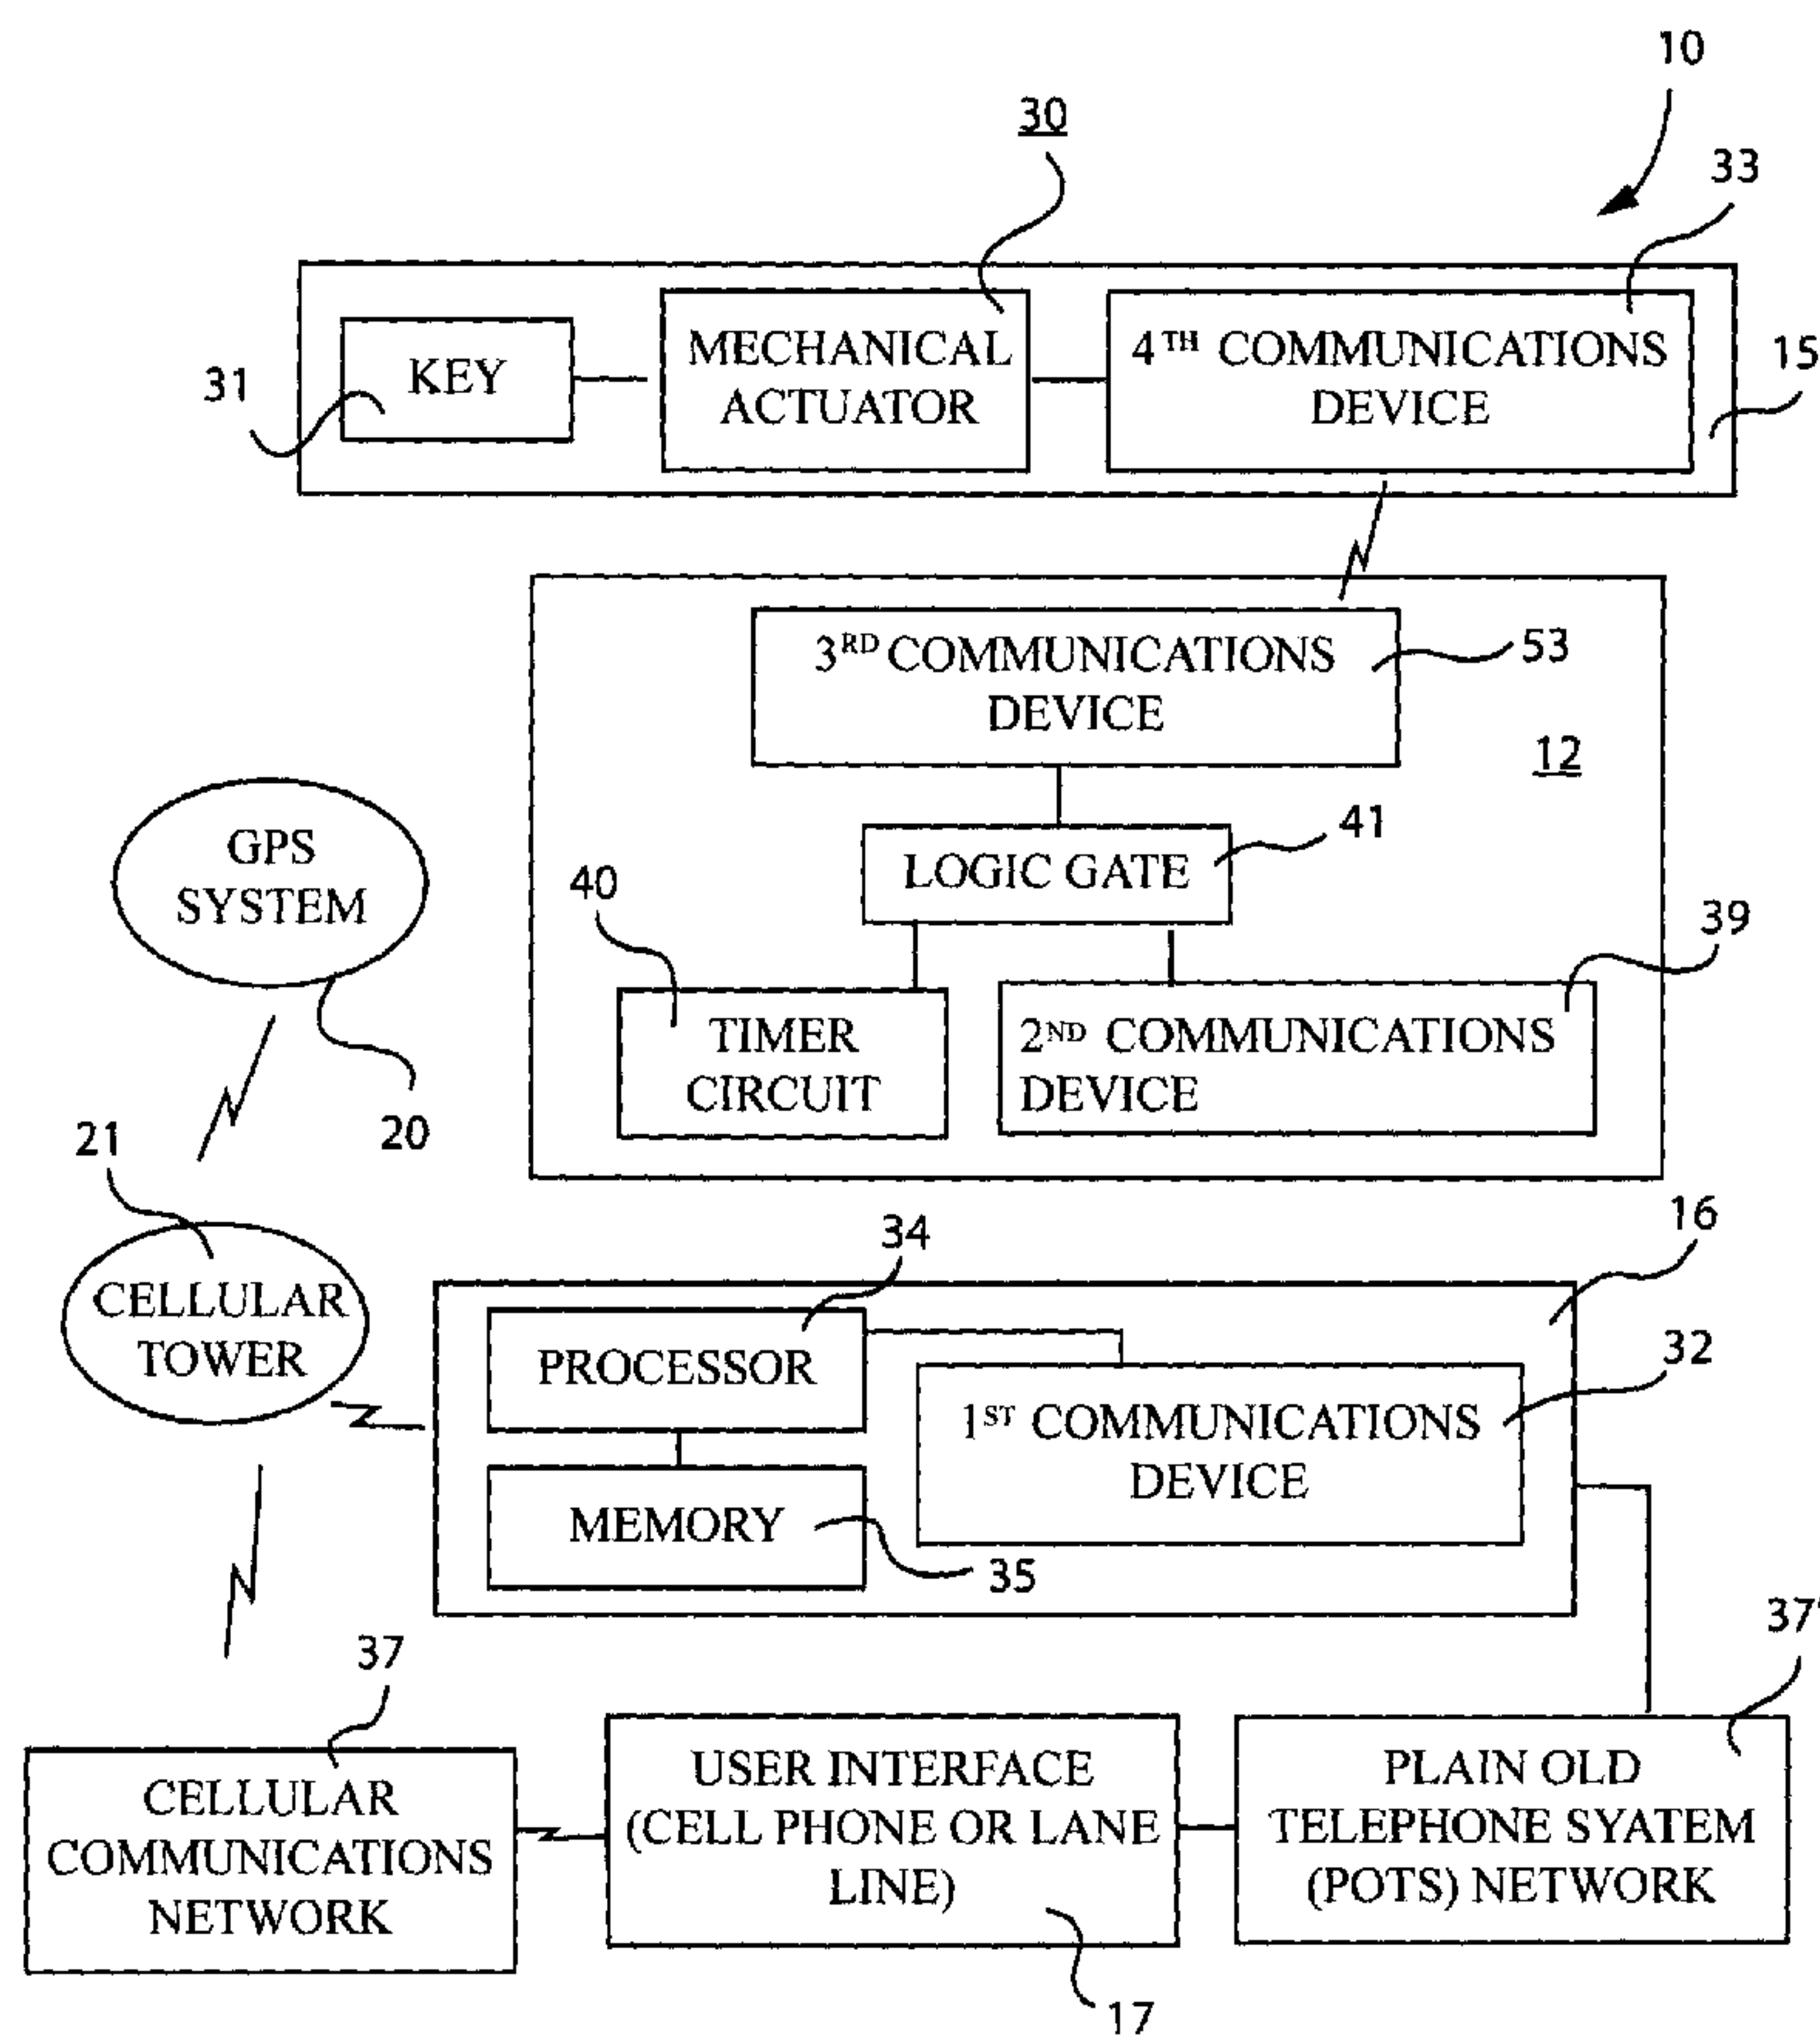 10
30
33
KEY
MECHANICAL
ACTUATOR
4TH COMMUNICATIONS
DEVICE
15
31
3RD COMMUNICATIONS
DEVICE
53
12
GPS
SYSTEM
20
LOGIC GATE
41
40
39
TIMER
CIRCUIT
2ND COMMUNICATIONS
DEVICE
21
CELLULAR
TOWER
34
16
PROCESSOR
32
1ST COMMUNICATIONS
DEVICE
MEMORY
35
37
37'
CELLULAR
COMMUNICATIONS
NETWORK
USER INTERFACE
(CELL PHONE OR LANE
LINE)
17
PLAIN OLD
TELEPHONE SYATEM
(POTS) NETWORK